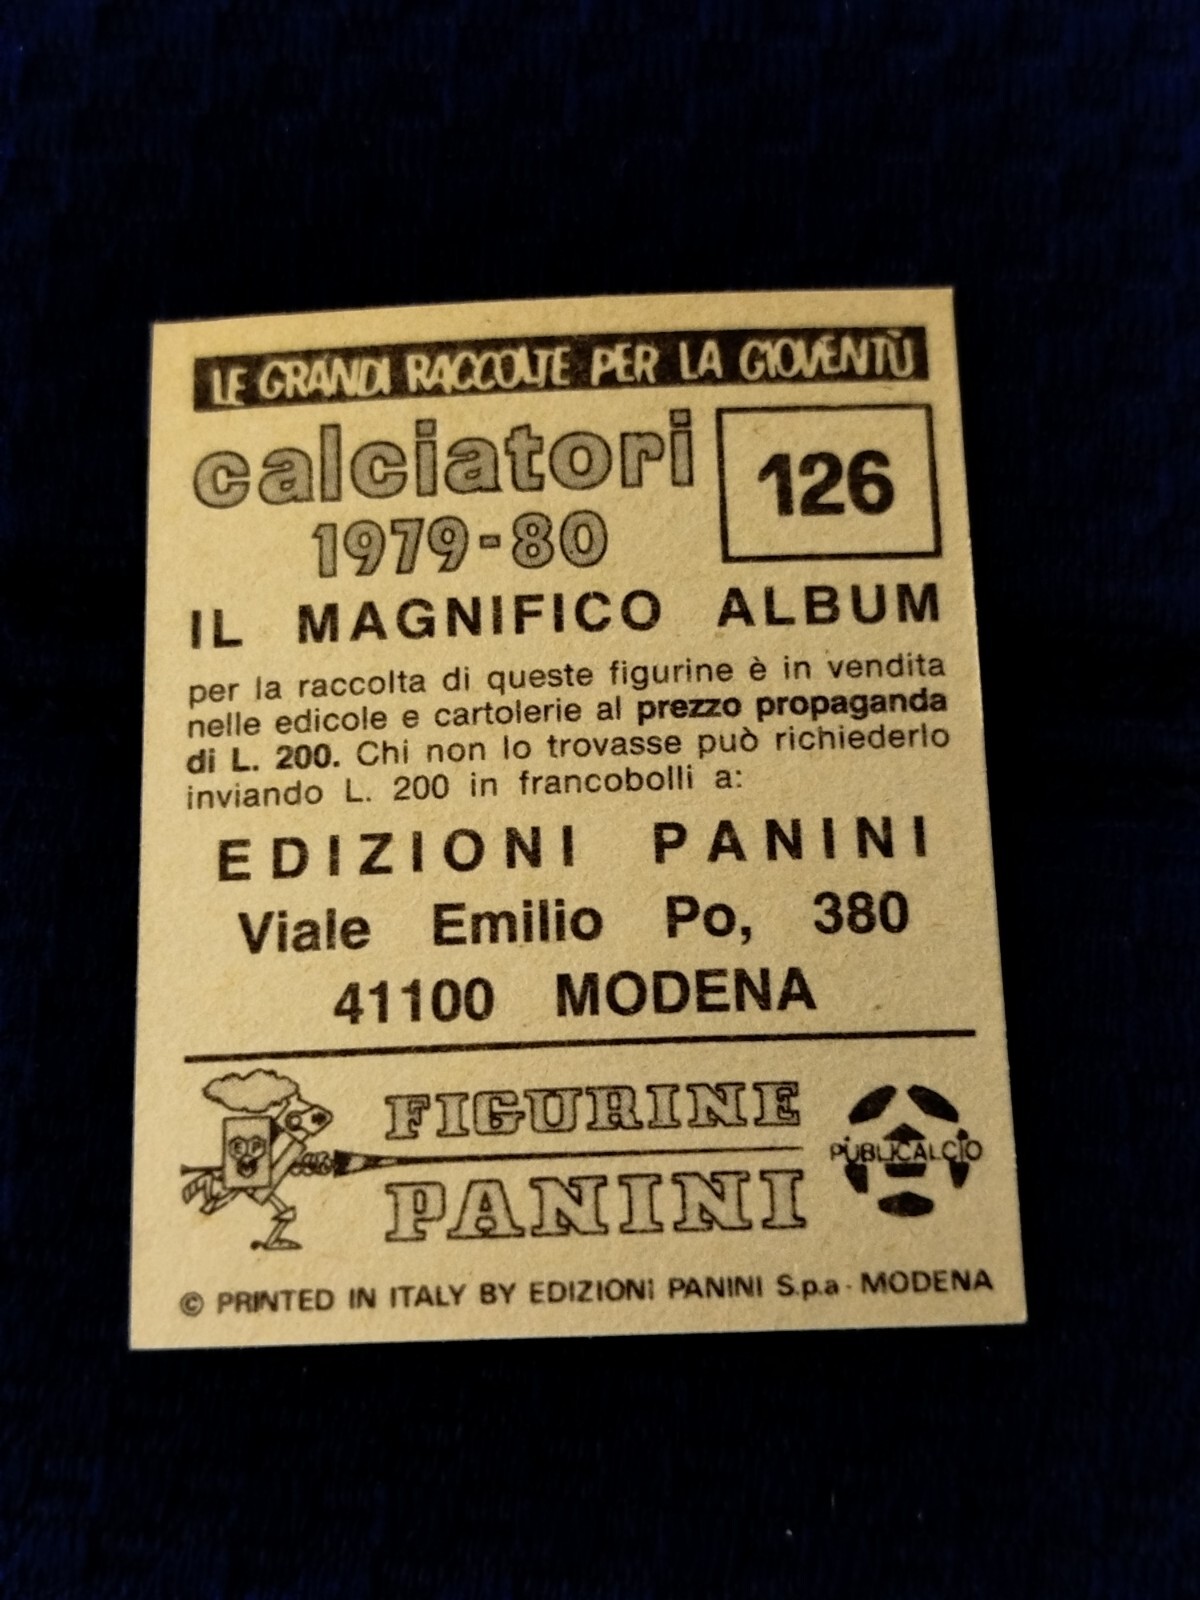 LE GRANDI RACCOLTE PER LA GIOVENTÙ
calciatori
1979-80
126
IL MAGNIFICO ALBUM
per la raccolta di queste figurine è in vendita
nelle edicole e cartolerie al prezzo propaganda
di L. 200. Chi non lo trovasse può richiederlo
inviando L. 200 in francobolli a:
EDIZIONI PANINI
Viale Emilio Po, 380
41100 MODENA
EP
FIGURINE
PANINI
PUBLICALCIO
© PRINTED IN ITALY BY EDIZIONI PANINI S.p.a - MODENA